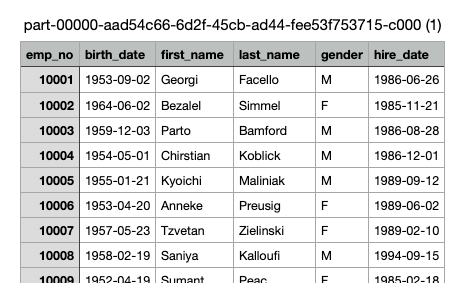 part-00000-aad54c66-6d2f-45cb-ad44-fee53f753715-c000 (1)
emp_no birth_date first_name last_name gender hire_date
10001 1953-09-02 Georgi Facello M 1986-06-26
10002 1964-06-02 Bezalel Simmel F 1985-11-21
10003 1959-12-03 Parto Bamford M 1986-08-28
10004 1954-05-01 Chirstian Koblick M 1986-12-01
10005 1955-01-21 Kyoichi Maliniak M 1989-09-12
10006 1953-04-20 Anneke Preusig F 1989-06-02
10007 1957-05-23 Tzvetan Zielinski F 1989-02-10
10008 1958-02-19 Saniya Kalloufi M 1994-09-15
10009 1952-04-19 Sumant Peac F 1985-02-18